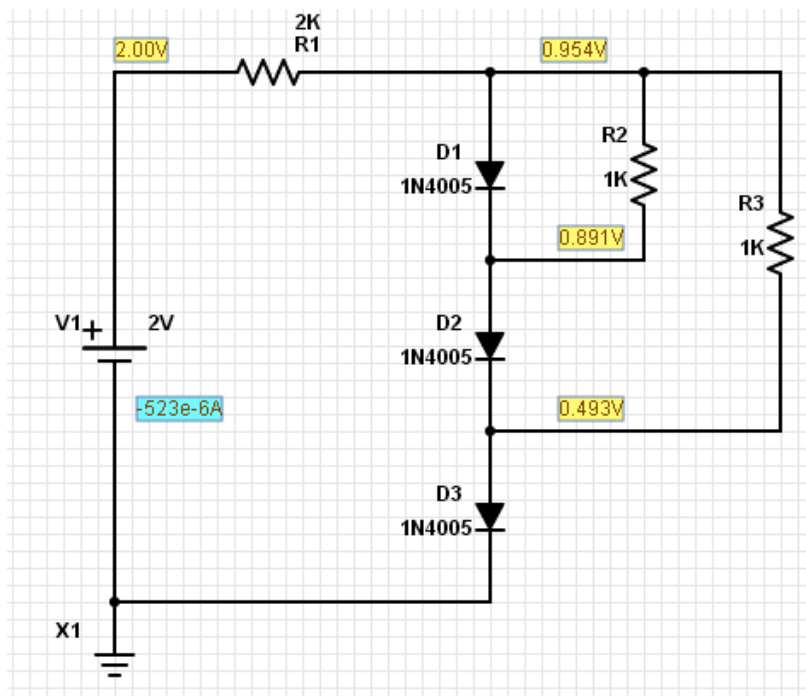 2K
2.00V
R1
0.954V
R2
D1
1N4005
1K
R3
0.891V
1K
V1
+
2V
D2
1N4005
-523e-6A
0.493V
D3
1N4005
X1